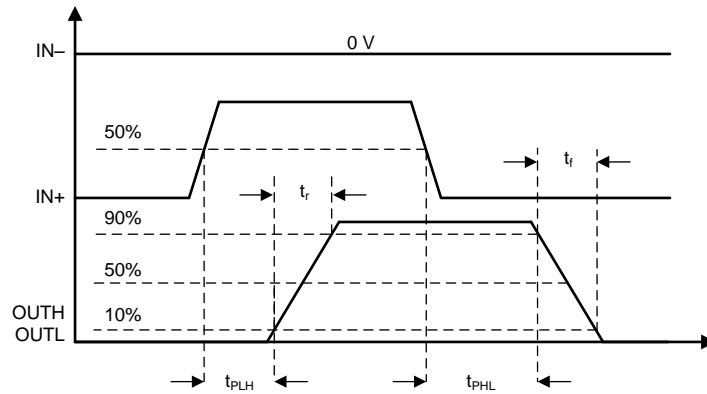 IN–
0 V
50%
t_f
t_r
IN+
90%
50%
10%
OUTH
OUTL
t_PLH
t_PHL